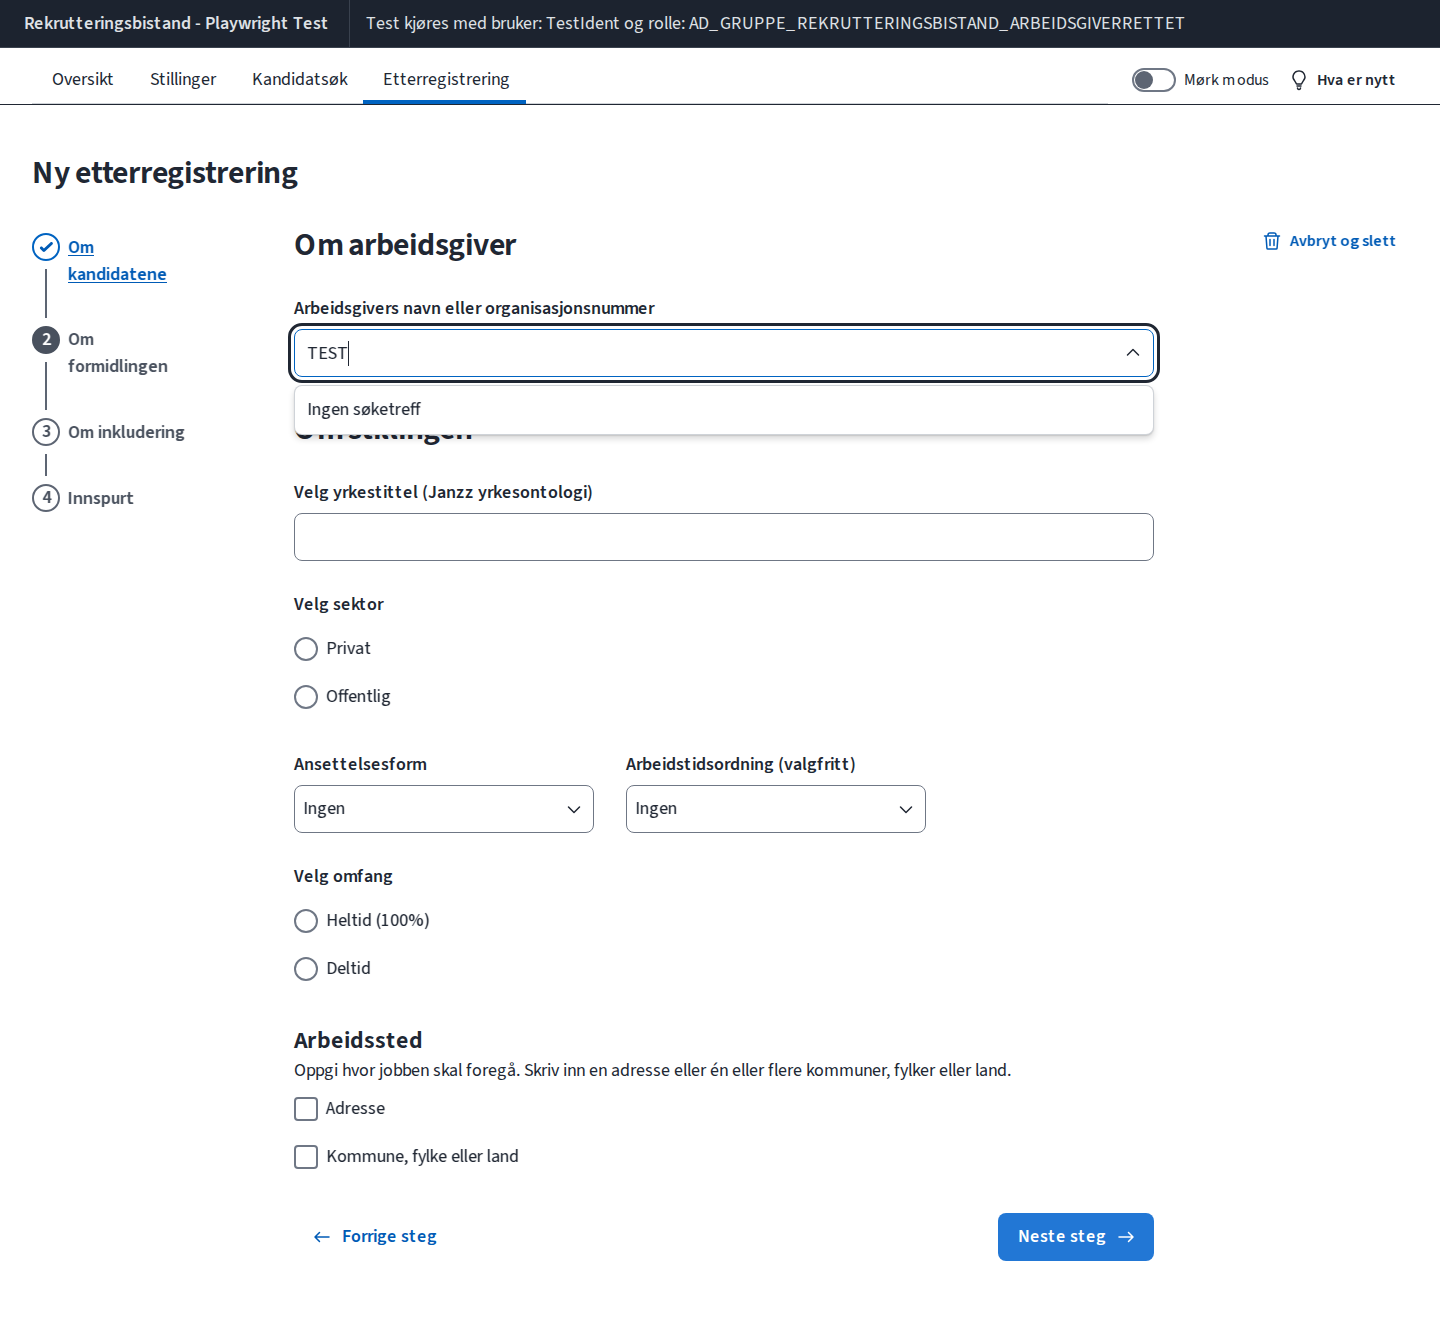 Rekrutteringsbistand - Playwright Test
Test kjøres med bruker: TestIdent og rolle: AD_GRUPPE_REKRUTTERINGSBISTAND_ARBEIDSGIVERRETTET
Oversikt
Stillinger
Kandidatsøk
Etterregistrering
Mørk modus
Hva er nytt
Ny etterregistrering
Om
kandidatene
2
Om
formidlingen
3
Om inkludering
4
Innspurt
Om arbeidsgiver
Avbryt og slett
Arbeidsgivers navn eller organisasjonsnummer
TEST
Ingen søketreff
Om stillingen
Velg yrkestittel (Janzz yrkesontologi)
Velg sektor
Privat
Offentlig
Ansettelsesform
Arbeidstidsordning (valgfritt)
Ingen
Ingen
Velg omfang
Heltid (100%)
Deltid
Arbeidssted
Oppgi hvor jobben skal foregå. Skriv inn en adresse eller én eller flere kommuner, fylker eller land.
Adresse
Kommune, fylke eller land
Forrige steg
Neste steg